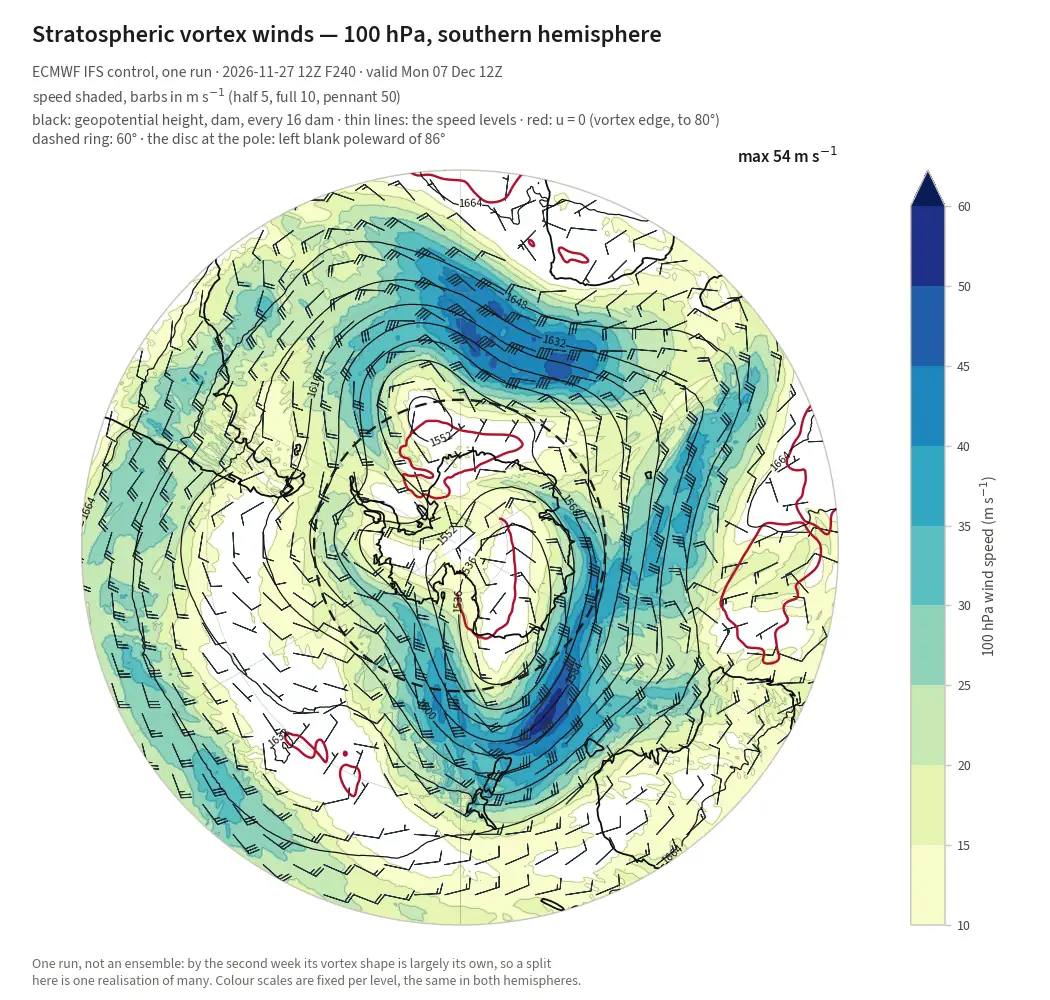 Stratospheric vortex winds — 100 hPa, southern hemisphere
ECMWF IFS control, one run · 2026-11-27 12Z F240 · valid Mon 07 Dec 12Z
speed shaded, barbs in m s⁻¹ (half 5, full 10, pennant 50)
black: geopotential height, dam, every 16 dam · thin lines: the speed levels · red: u = 0 (vortex edge, to 80°)
dashed ring: 60° · the disc at the pole: left blank poleward of 86°
max 54 m s⁻¹
1664
1648
1632
1616
1552
1664
1664
1568
1552
1536
1536
1584
1600
1632
1664
60
50
45
40
35
30
25
20
15
10
100 hPa wind speed (m s⁻¹)
One run, not an ensemble: by the second week its vortex shape is largely its own, so a split
here is one realisation of many. Colour scales are fixed per level, the same in both hemispheres.